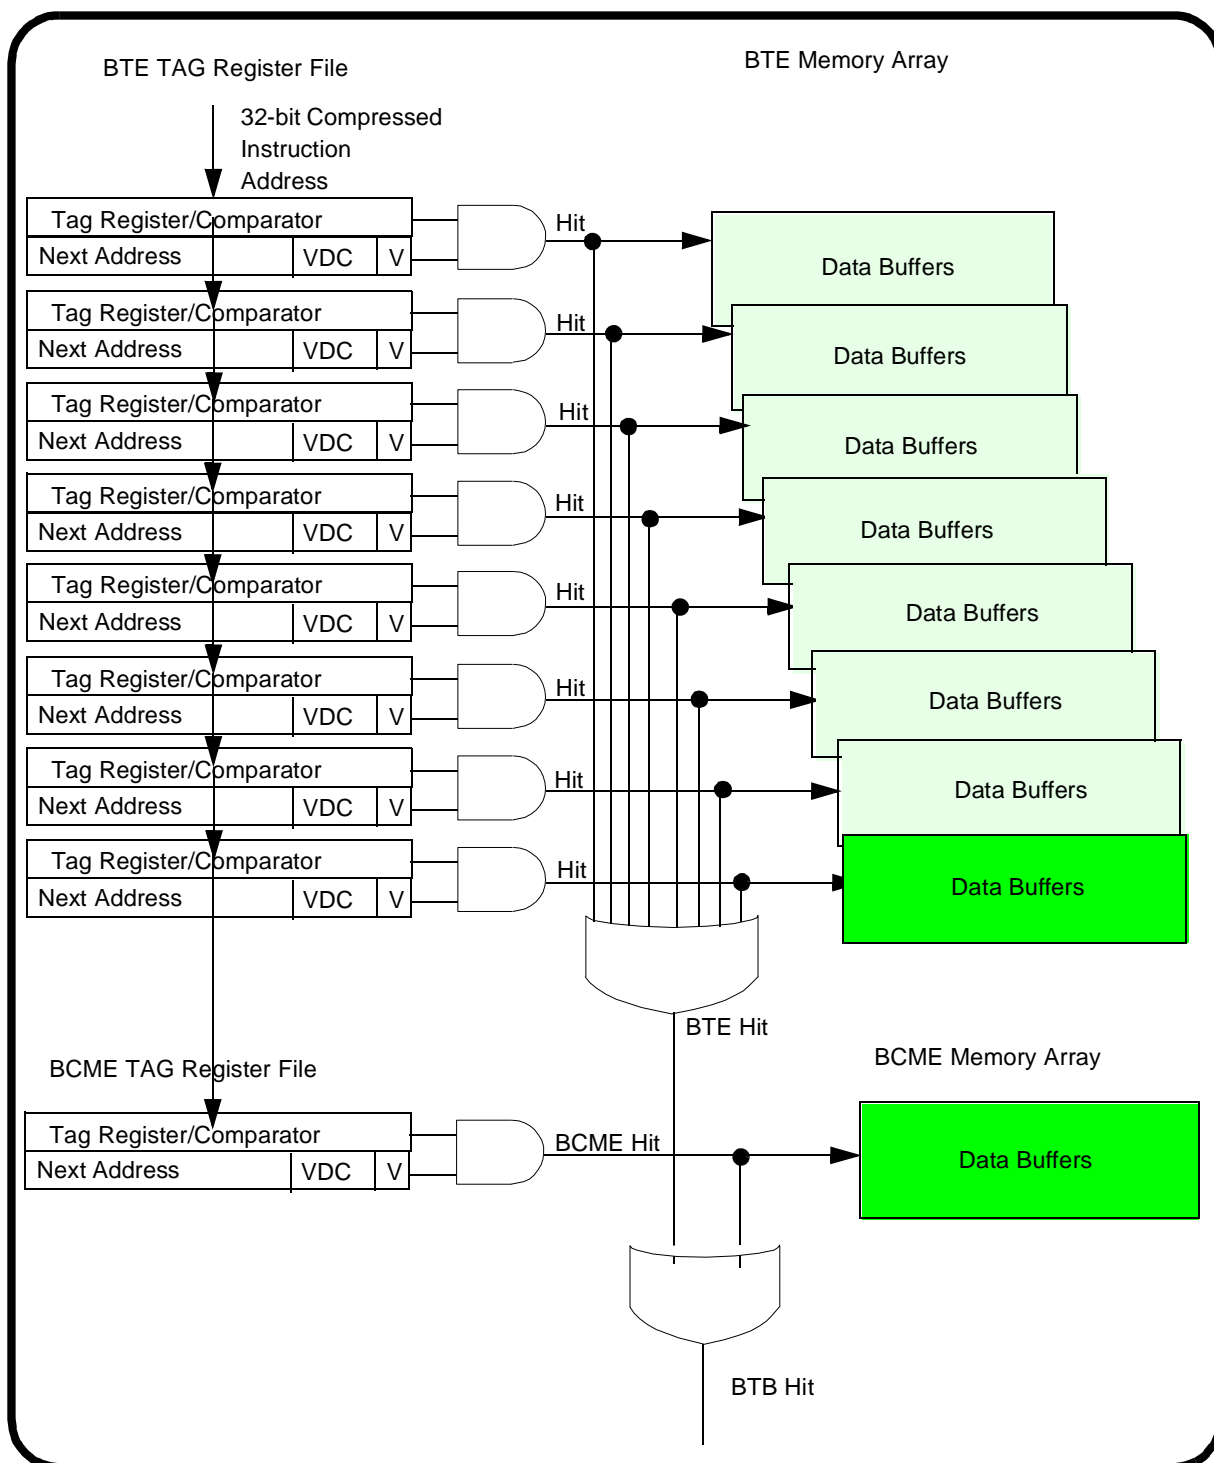 BTE TAG Register File
BTE Memory Array
32-bit Compressed
Instruction
Address
Tag Register/Comparator
Next Address VDC V
Hit
Data Buffers
Tag Register/Comparator
Next Address VDC V
Hit
Data Buffers
Tag Register/Comparator
Next Address VDC V
Hit
Data Buffers
Tag Register/Comparator
Next Address VDC V
Hit
Data Buffers
Tag Register/Comparator
Next Address VDC V
Hit
Data Buffers
Tag Register/Comparator
Next Address VDC V
Hit
Data Buffers
Tag Register/Comparator
Next Address VDC V
Hit
Data Buffers
Tag Register/Comparator
Next Address VDC V
Hit
Data Buffers
BTE Hit
BCME TAG Register File
BCME Memory Array
Tag Register/Comparator
Next Address VDC V
BCME Hit
Data Buffers
BTB Hit